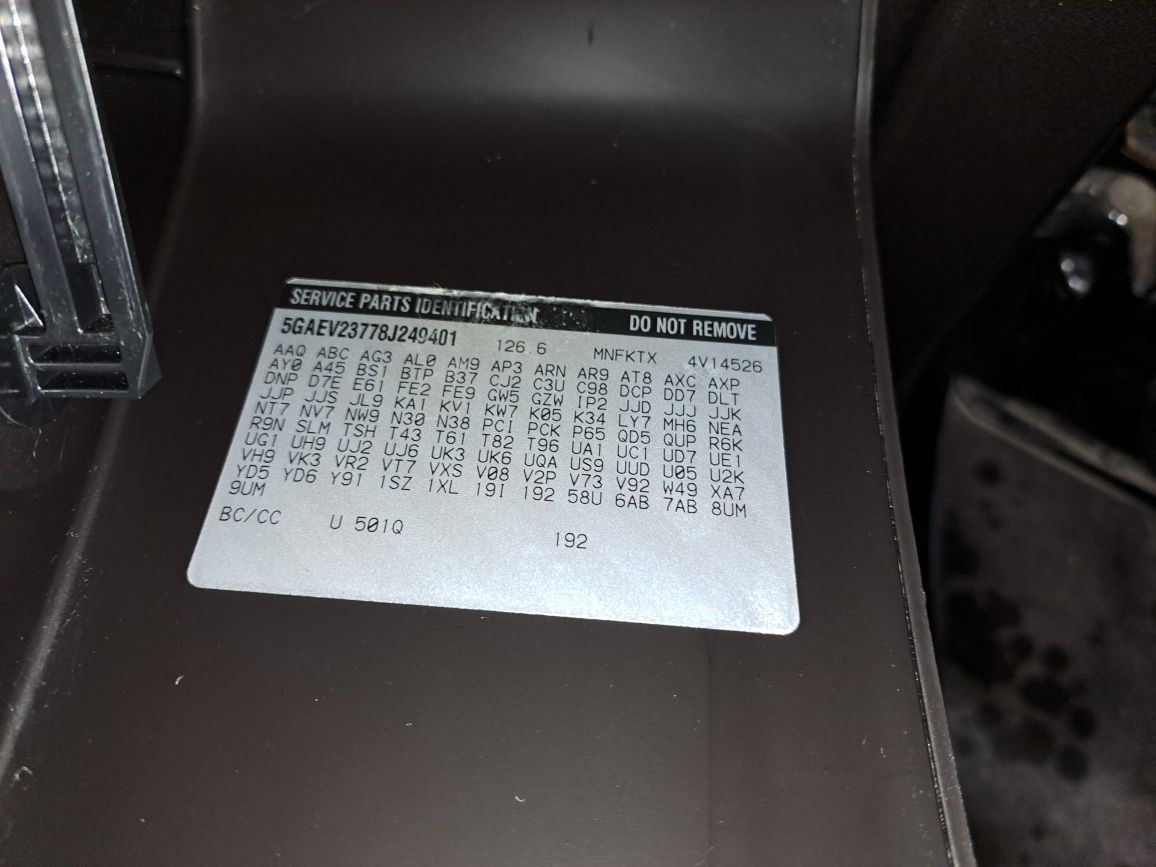 SERVICE PARTS IDENTIFICATION DO NOT REMOVE
5GAEV23778J249401 126.6 MNFKTX 4V14526
AAQ ABC AG3 AL0 AM9 AP3 ARN AR9 AT8 AXC AXP
AY0 A45 BS1 BTP B37 CJ2 C3U C98 DCP DD7 DLT
DNP D7E E61 FE2 FE9 GW5 GZW IP2 JJD JJJ JJK
JJP JJS JL9 KA1 KV1 KW7 K05 K34 LY7 MH6 NEA
NT7 NV7 NW9 N30 N38 PCI PCK P65 QD5 QUP R6K
R9N SLM TSH T43 T61 T82 T96 UA1 UC1 UD7 UE1
UG1 UH9 UJ2 UJ6 UK3 UK6 UQA US9 UUD U05 U2K
VH9 VK3 VR2 VT7 VXS V08 V2P V73 V92 W49 XA7
YD5 YD6 Y91 1SZ 1XL 19I 192 58U 6AB 7AB 8UM
9UM
BC/CC U 501Q 192